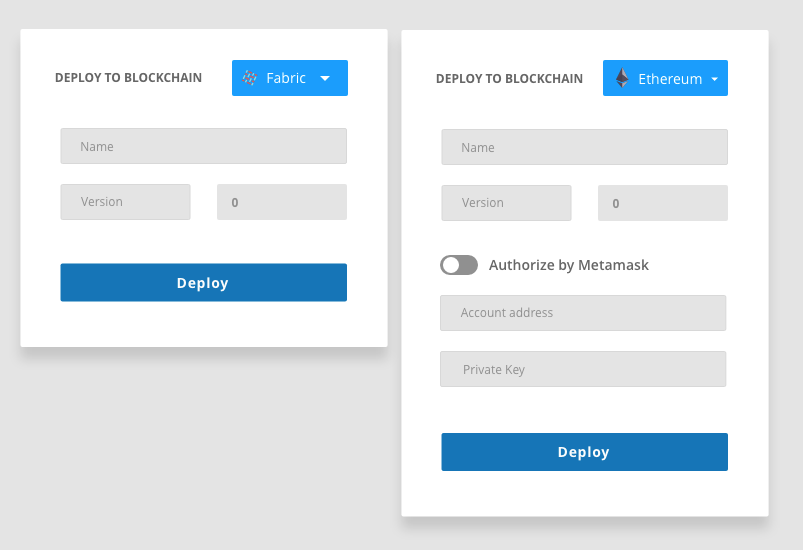 DEPLOY TO BLOCKCHAIN Fabric
Name
Version 0
Deploy
DEPLOY TO BLOCKCHAIN Ethereum
Name
Version 0
Authorize by Metamask
Account address
Private Key
Deploy